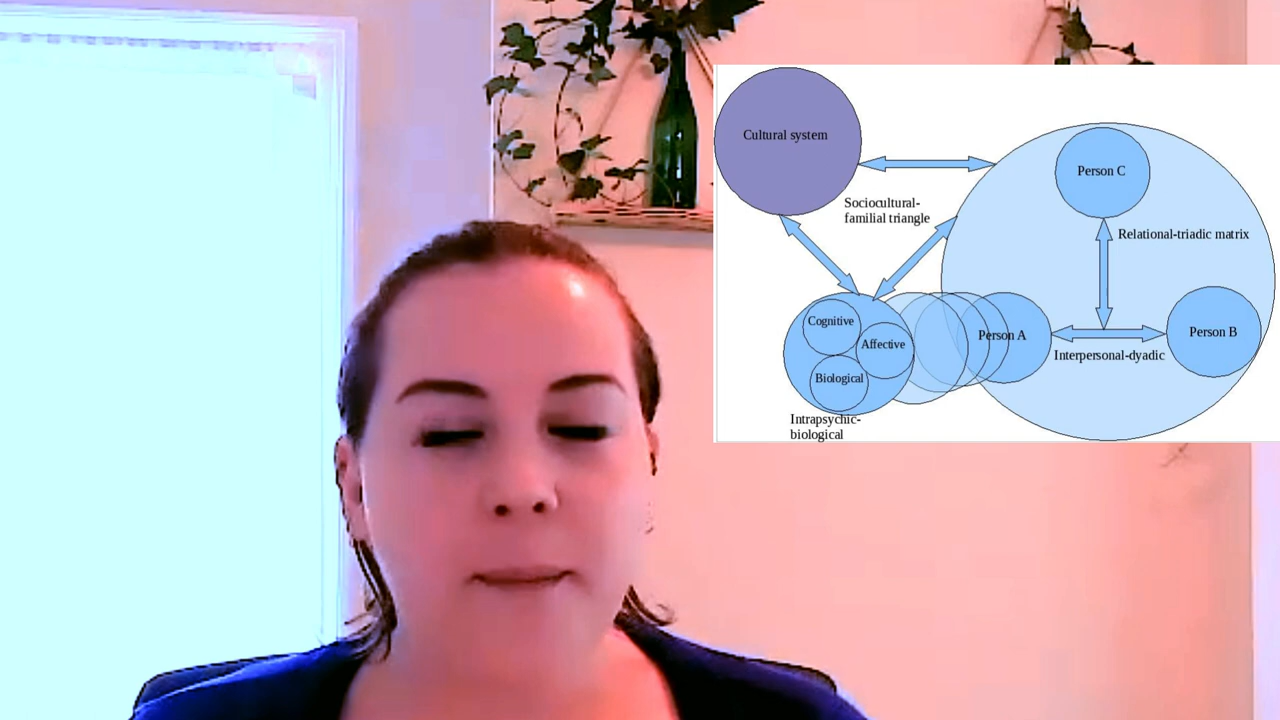 Cultural system
Person C
Sociocultural-
familial triangle
Relational-triadic matrix
Cognitive
Affective
Person A
Person B
Interpersonal-dyadic
Biological
Intrapsychic-
biological